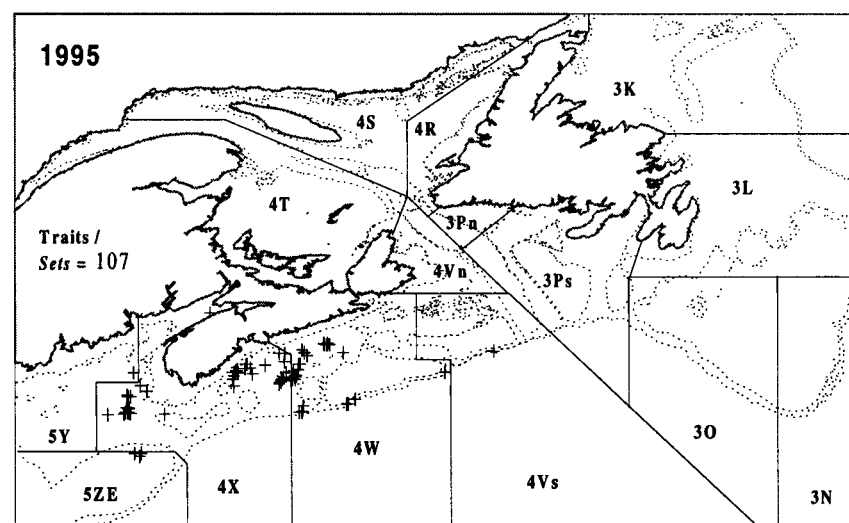 1995
3K
4S
4R
3L
4T
3Pn
Traits /
Sets = 107
4Vn
3Ps
5Y
4W
3O
5ZE
4X
4Vs
3N